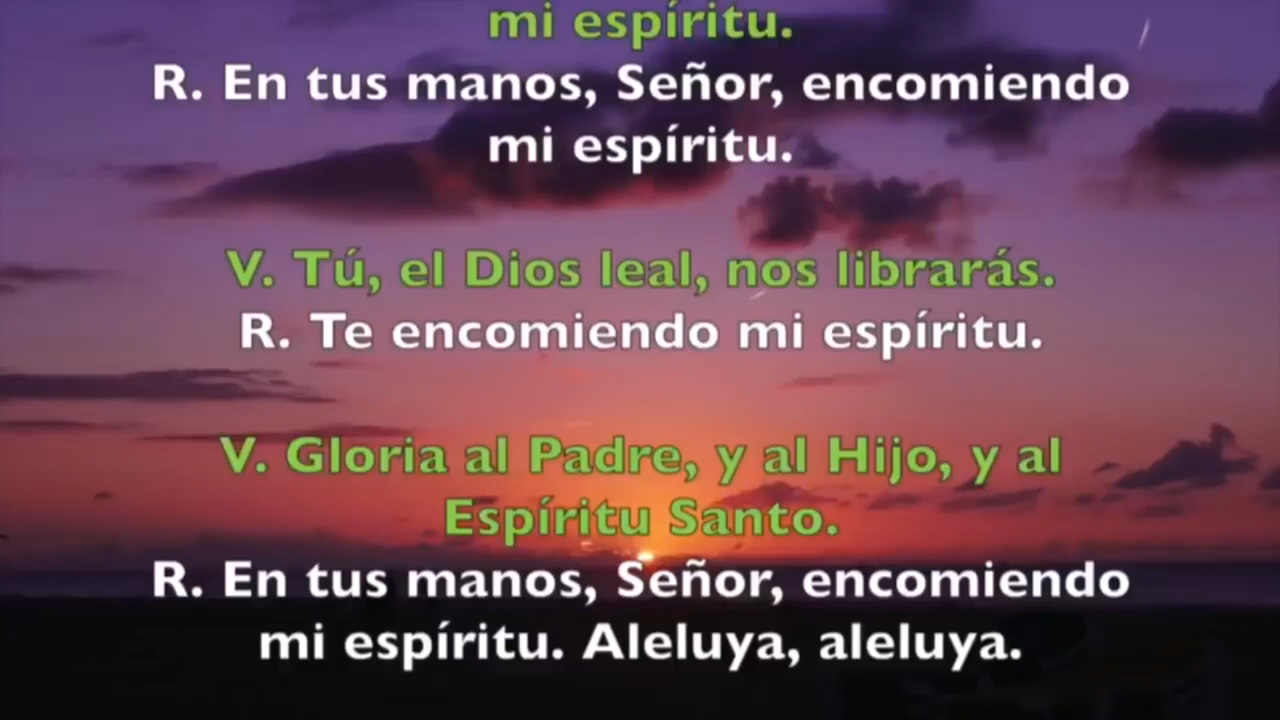 mi espíritu.
R. En tus manos, Señor, encomiendo
mi espíritu.
V. Tú, el Dios leal, nos librarás.
R. Te encomiendo mi espíritu.
V. Gloria al Padre, y al Hijo, y al
Espíritu Santo.
R. En tus manos, Señor, encomiendo
mi espíritu. Aleluya, aleluya.